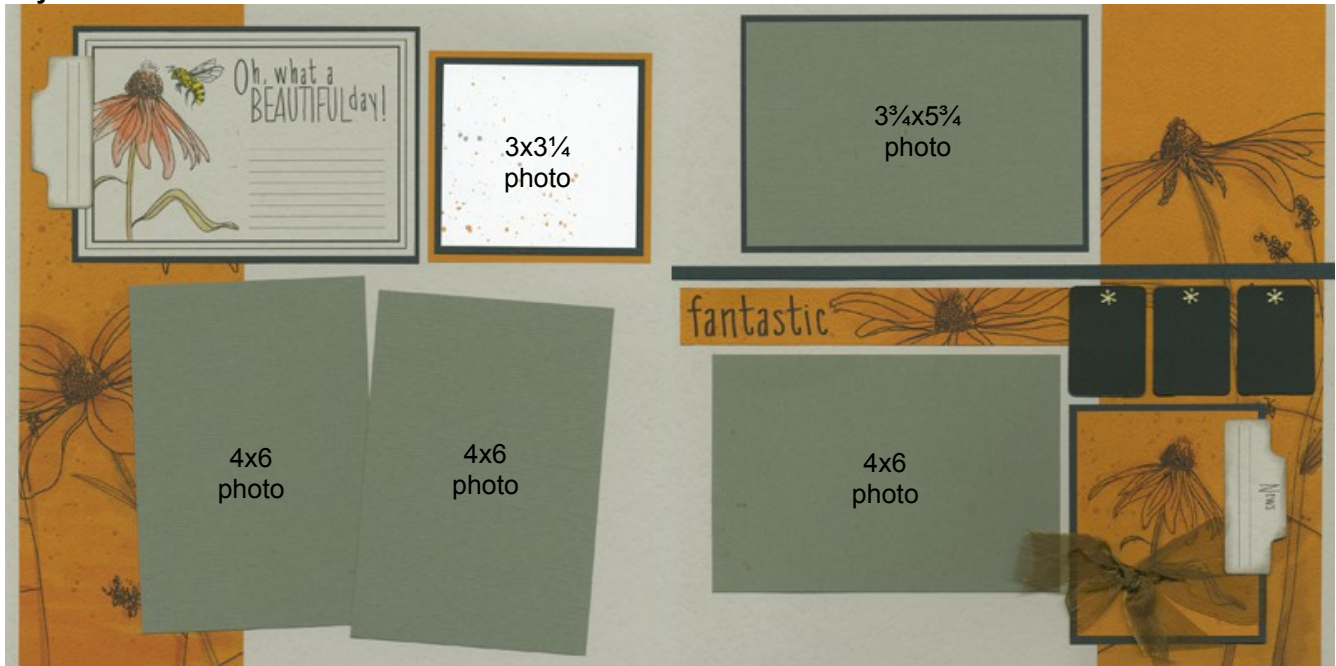 Oh, what a
BEAUTIFUL day!
3x3¼
photo
3¾x5¾
photo
fantastic
4x6
photo
4x6
photo
4x6
photo
News